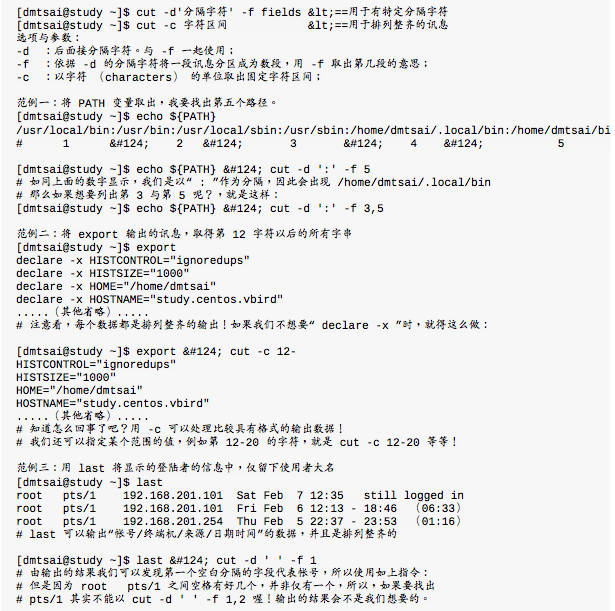 [dmtsai@study ~]$ cut -d'分隔字符' -f fields &lt;==用于有特定分隔字符
[dmtsai@study ~]$ cut -c 字符区间 &lt;==用于排列整齐的讯息
选项与参数：
-d ：后面接分隔字符。与 -f 一起使用；
-f ：依据 -d 的分隔字符将一段讯息分区成为数段，用 -f 取出第几段的意思；
-c ：以字符 （characters） 的单位取出固定字符区间；
范例一：将 PATH 变量取出，我要找出第五个路径。
[dmtsai@study ~]$ echo ${PATH}
/usr/local/bin:/usr/bin:/usr/local/sbin:/usr/sbin:/home/dmtsai/.local/bin:/home/dmtsai/bi
# 1 &#124; 2 &#124; 3 &#124; 4 &#124; 5
[dmtsai@study ~]$ echo ${PATH} &#124; cut -d ':' -f 5
# 如同上面的数字显示，我们是以“ : ”作为分隔，因此会出现 /home/dmtsai/.local/bin
# 那么如果想要列出第 3 与第 5 呢？，就是这样：
[dmtsai@study ~]$ echo ${PATH} &#124; cut -d ':' -f 3,5
范例二：将 export 输出的讯息，取得第 12 字符以后的所有字串
[dmtsai@study ~]$ export
declare -x HISTCONTROL="ignoredups"
declare -x HISTSIZE="1000"
declare -x HOME="/home/dmtsai"
declare -x HOSTNAME="study.centos.vbird"
.....（其他省略）.....
# 注意看，每个数据都是排列整齐的输出！如果我们不想要“ declare -x ”时，就得这么做：
[dmtsai@study ~]$ export &#124; cut -c 12-
HISTCONTROL="ignoredups"
HISTSIZE="1000"
HOME="/home/dmtsai"
HOSTNAME="study.centos.vbird"
.....（其他省略）.....
# 知道怎么回事了吧？用 -c 可以处理比较具有格式的输出数据！
# 我们还可以指定某个范围的值，例如第 12-20 的字符，就是 cut -c 12-20 等等！
范例三：用 last 将显示的登陆者的信息中，仅留下使用者大名
[dmtsai@study ~]$ last
root pts/1 192.168.201.101 Sat Feb 7 12:35 still logged in
root pts/1 192.168.201.101 Fri Feb 6 12:13 - 18:46 （06:33）
root pts/1 192.168.201.254 Thu Feb 5 22:37 - 23:53 （01:16）
# last 可以输出“帐号/终端机/来源/日期时间”的数据，并且是排列整齐的
[dmtsai@study ~]$ last &#124; cut -d ' ' -f 1
# 由输出的结果我们可以发现第一个空白分隔的字段代表帐号，所以使用如上指令：
# 但是因为 root pts/1 之间空格有好几个，并非仅有一个，所以，如果要找出
# pts/1 其实不能以 cut -d ' ' -f 1,2 喔！输出的结果会不是我们想要的。